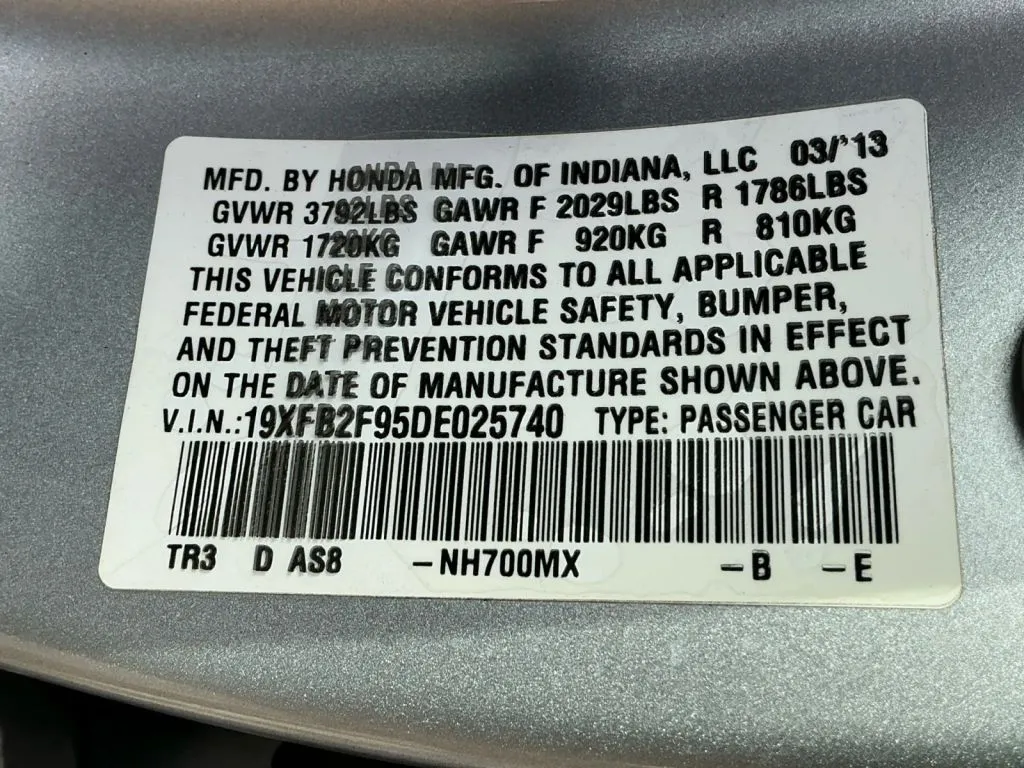 MFD. BY HONDA MFG. OF INDIANA, LLC 03/'13
GVWR 3792LBS GAWR F 2029LBS R 1786LBS
GVWR 1720KG GAWR F 920KG R 810KG
THIS VEHICLE CONFORMS TO ALL APPLICABLE
FEDERAL MOTOR VEHICLE SAFETY, BUMPER,
AND THEFT PREVENTION STANDARDS IN EFFECT
ON THE DATE OF MANUFACTURE SHOWN ABOVE.
V.I.N.:19XFB2F95DE025740 TYPE: PASSENGER CAR
TR3 D AS8 -NH700MX -B -E